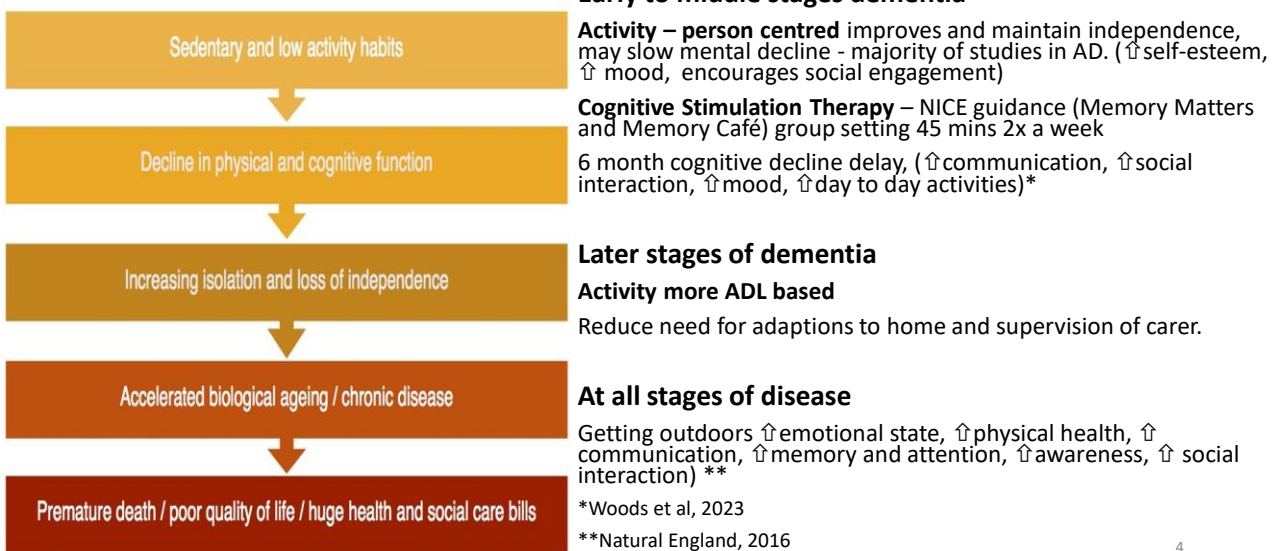 Sedentary and low activity habits
Decline in physical and cognitive function
Increasing isolation and loss of independence
Accelerated biological ageing / chronic disease
Premature death / poor quality of life / huge health and social care bills
Early to middle stages dementia
Activity – person centred improves and maintain independence,
may slow mental decline - majority of studies in AD. (⇧self-esteem,
⇧ mood,  encourages social engagement)
Cognitive Stimulation Therapy – NICE guidance (Memory Matters
and Memory Café) group setting 45 mins 2x a week
6 month cognitive decline delay, (⇧communication, ⇧social
interaction, ⇧mood, ⇧day to day activities)*
Later stages of dementia
Activity more ADL based
Reduce need for adaptions to home and supervision of carer.
At all stages of disease
Getting outdoors ⇧emotional state, ⇧physical health, ⇧
communication, ⇧memory and attention, ⇧awareness, ⇧ social
interaction) **
*Woods et al, 2023
**Natural England, 2016
4